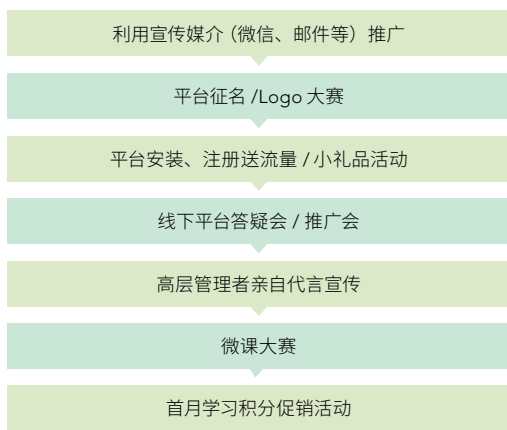 利用宣传媒介（微信、邮件等）推广
平台征名 /Logo 大赛
平台安装、注册送流量 / 小礼品活动
线下平台答疑会 / 推广会
高层管理者亲自代言宣传
微课大赛
首月学习积分促销活动